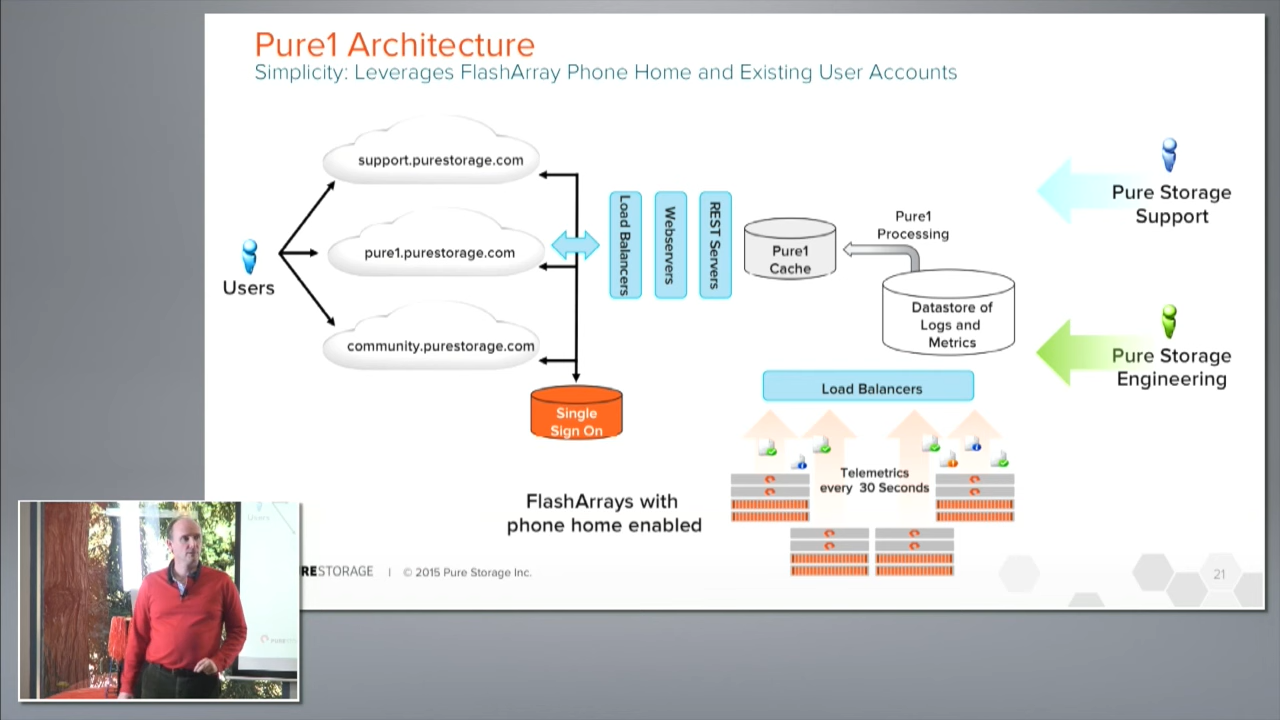 Pure1 Architecture
Simplicity: Leverages FlashArray Phone Home and Existing User Accounts
support.purestorage.com
pure1.purestorage.com
community.purestorage.com
Users
Load Balancers
Webservers
REST Servers
Pure1
Cache
Pure1
Processing
Datastore of
Logs and
Metrics
Pure Storage
Support
Pure Storage
Engineering
Single
Sign On
Load Balancers
Telemetrics
every 30 Seconds
FlashArrays with
phone home enabled
RESTORAGE | © 2015 Pure Storage Inc.
21
Users